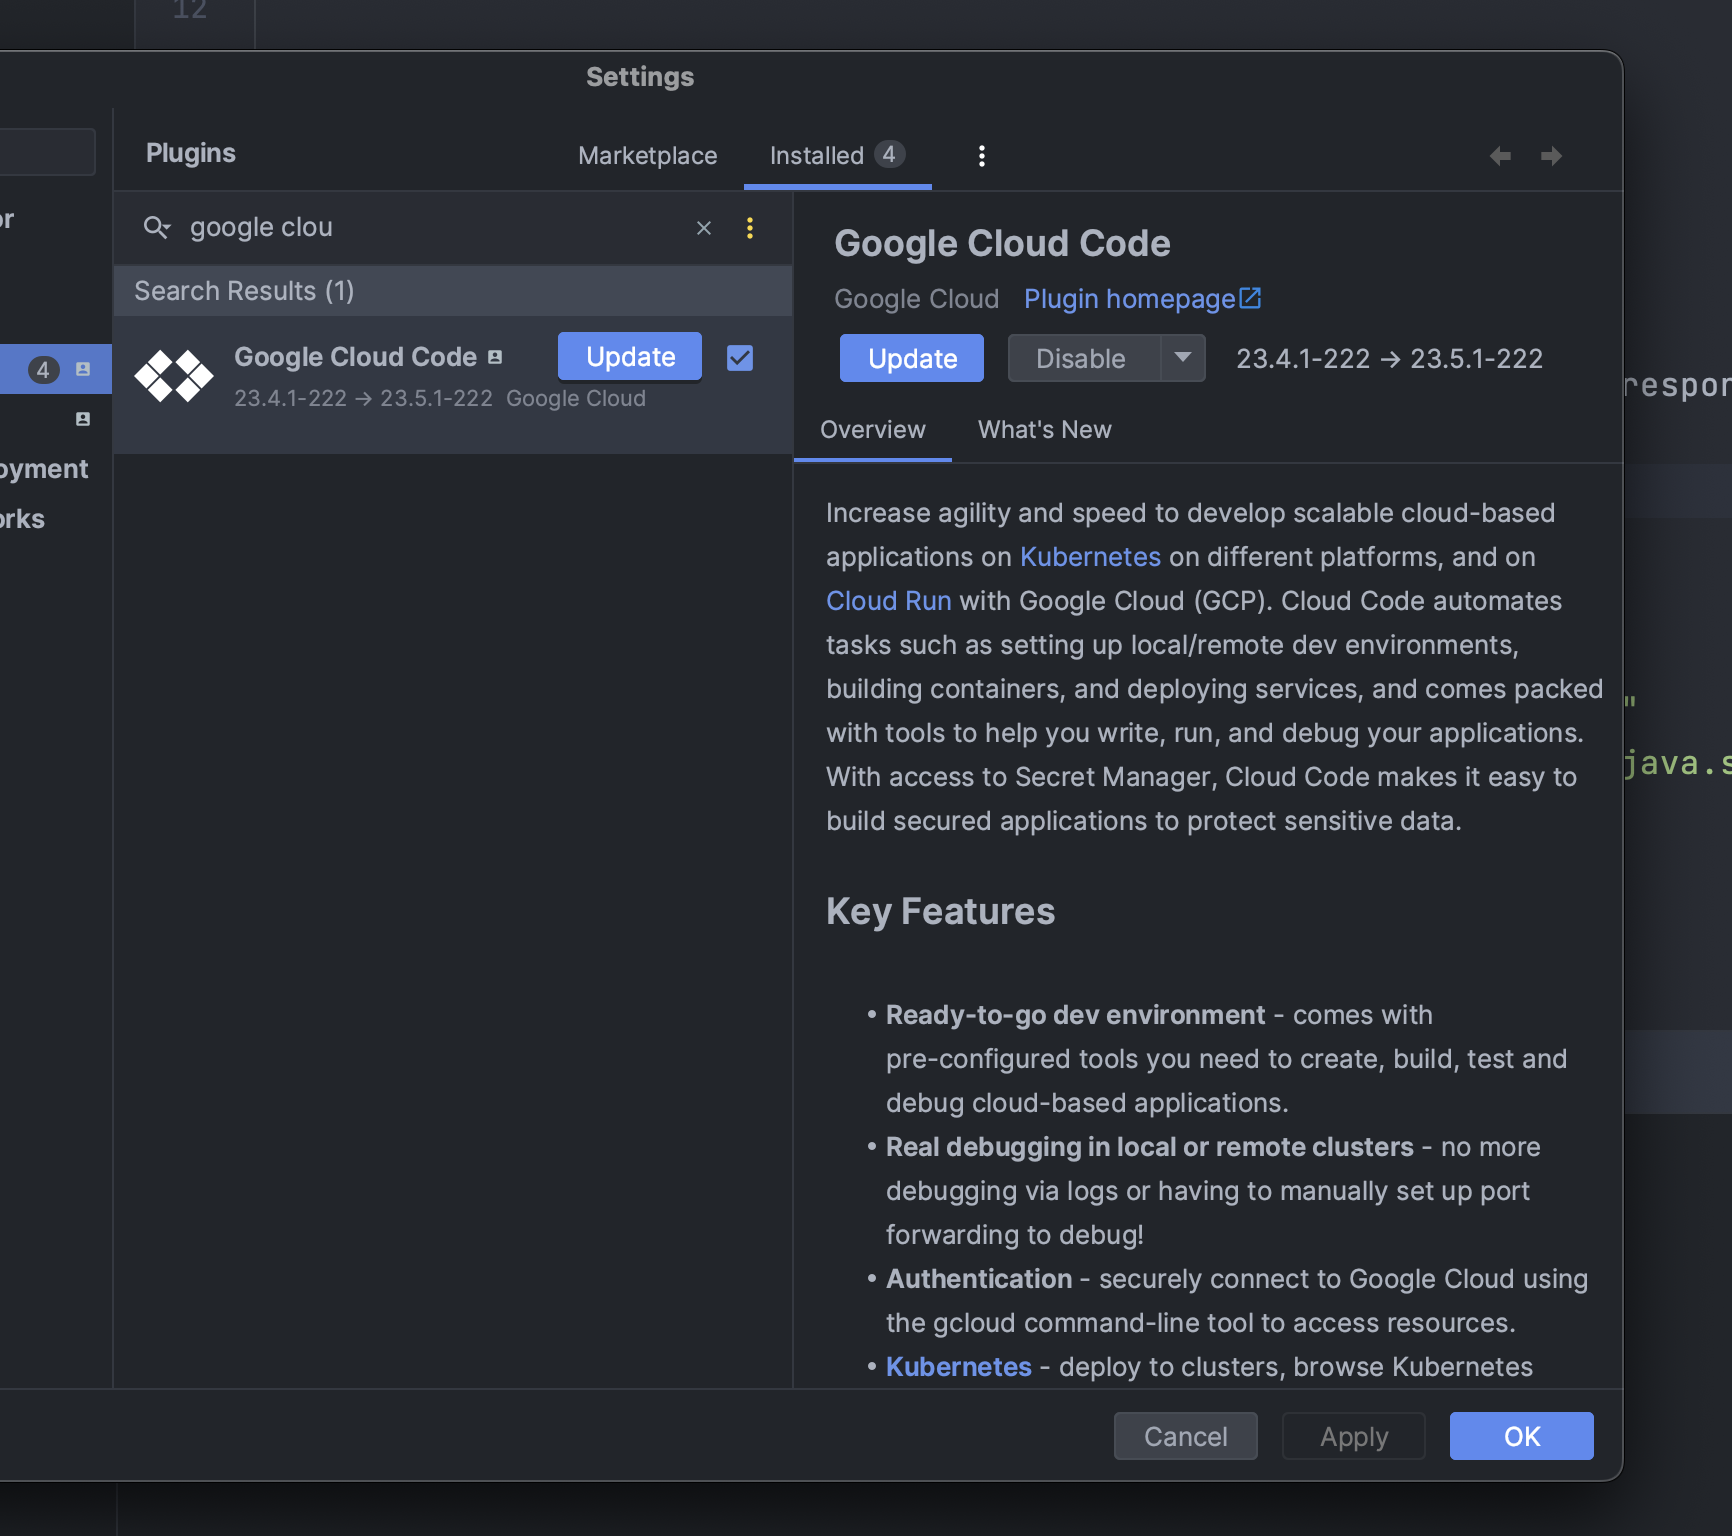 12
Settings
Plugins
Marketplace
Installed 4
or
google clou
Search Results (1)
4
Google Cloud Code
Update
23.4.1-222 → 23.5.1-222 Google Cloud
oyment
orks
Google Cloud Code
Google Cloud Plugin homepage
Update
Disable
23.4.1-222 → 23.5.1-222
Overview
What's New
Increase agility and speed to develop scalable cloud-based
applications on Kubernetes on different platforms, and on
Cloud Run with Google Cloud (GCP). Cloud Code automates
tasks such as setting up local/remote dev environments,
building containers, and deploying services, and comes packed
with tools to help you write, run, and debug your applications.
With access to Secret Manager, Cloud Code makes it easy to
build secured applications to protect sensitive data.
Key Features
• Ready-to-go dev environment - comes with
pre-configured tools you need to create, build, test and
debug cloud-based applications.
• Real debugging in local or remote clusters - no more
debugging via logs or having to manually set up port
forwarding to debug!
• Authentication - securely connect to Google Cloud using
the gcloud command-line tool to access resources.
• Kubernetes - deploy to clusters, browse Kubernetes
Cancel
Apply
OK
respon
"
java.s